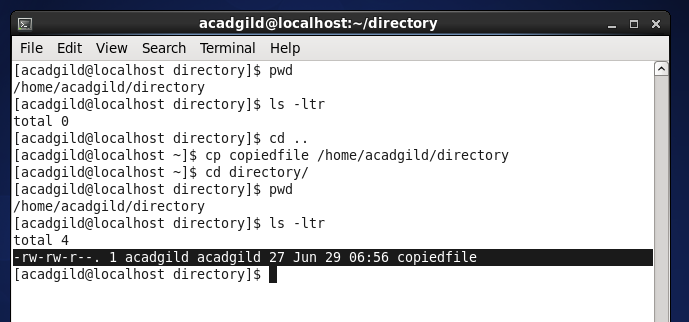 acadgild@localhost:~/directory
File Edit View Search Terminal Help
[acadgild@localhost directory]$ pwd
/home/acadgild/directory
[acadgild@localhost directory]$ ls -ltr
total 0
[acadgild@localhost directory]$ cd ..
[acadgild@localhost ~]$ cp copiedfile /home/acadgild/directory
[acadgild@localhost ~]$ cd directory/
[acadgild@localhost directory]$ pwd
/home/acadgild/directory
[acadgild@localhost directory]$ ls -ltr
total 4
-rw-rw-r--. 1 acadgild acadgild 27 Jun 29 06:56 copiedfile
[acadgild@localhost directory]$